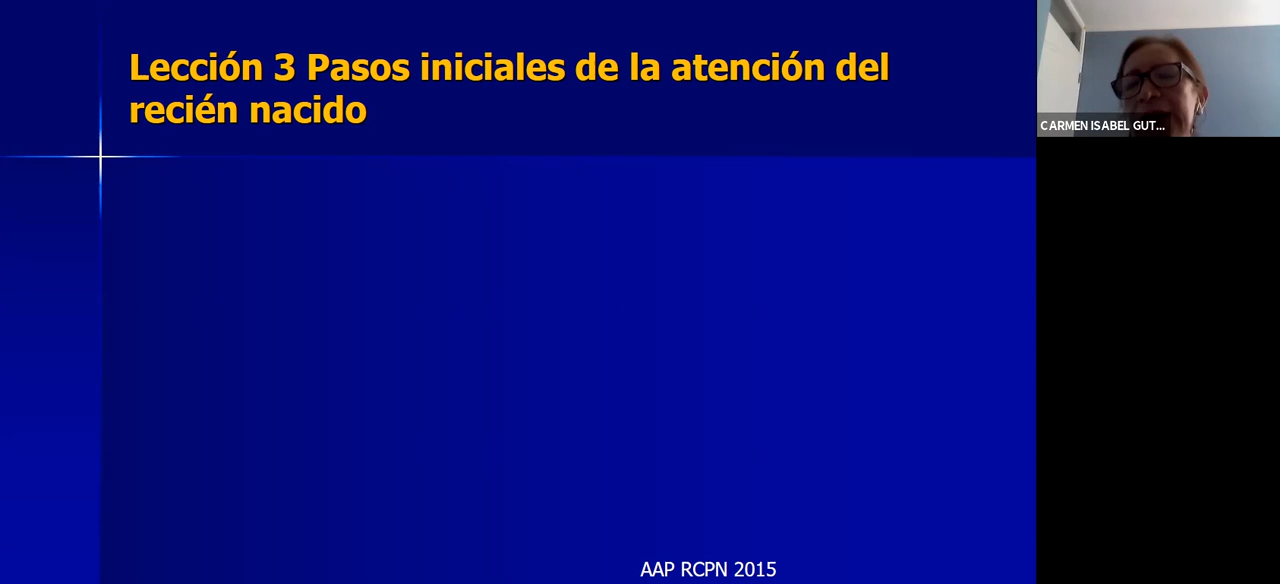 Lección 3 Pasos iniciales de la atención del
recién nacido
CARMEN ISABEL GUT...
AAP RCPN 2015